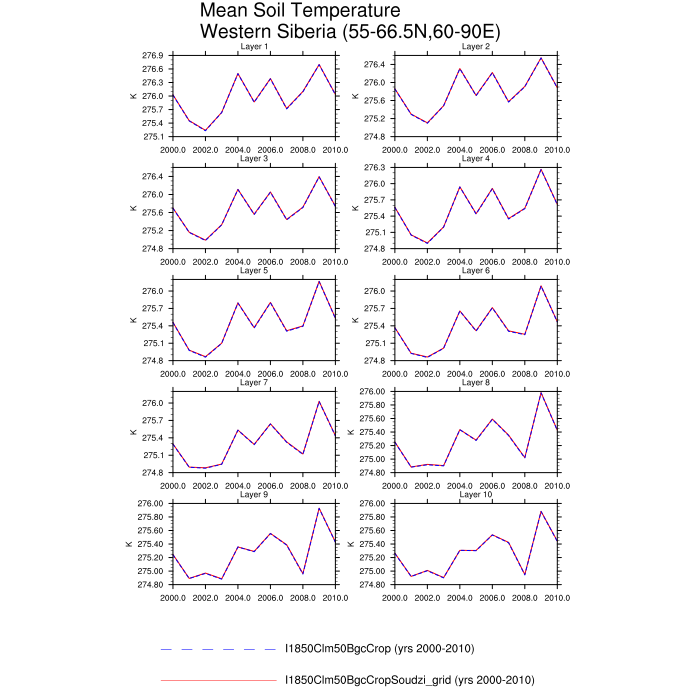 Mean Soil Temperature
Western Siberia (55-66.5N,60-90E)
Layer 1
276.9
276.6
276.3
276.0
275.7
275.4
275.1
K
2000.0 2002.0 2004.0 2006.0 2008.0 2010.0
Layer 2
276.4
276.0
275.6
275.2
274.8
K
2000.0 2002.0 2004.0 2006.0 2008.0 2010.0
Layer 3
276.4
276.0
275.6
275.2
274.8
K
2000.0 2002.0 2004.0 2006.0 2008.0 2010.0
Layer 4
276.3
276.0
275.7
275.4
275.1
274.8
K
2000.0 2002.0 2004.0 2006.0 2008.0 2010.0
Layer 5
276.0
275.7
275.4
275.1
274.8
K
2000.0 2002.0 2004.0 2006.0 2008.0 2010.0
Layer 6
276.0
275.7
275.4
275.1
274.8
K
2000.0 2002.0 2004.0 2006.0 2008.0 2010.0
Layer 7
276.0
275.7
275.4
275.1
274.8
K
2000.0 2002.0 2004.0 2006.0 2008.0 2010.0
Layer 8
276.00
275.80
275.60
275.40
275.20
275.00
274.80
K
2000.0 2002.0 2004.0 2006.0 2008.0 2010.0
Layer 9
276.00
275.80
275.60
275.40
275.20
275.00
274.80
K
2000.0 2002.0 2004.0 2006.0 2008.0 2010.0
Layer 10
276.00
275.80
275.60
275.40
275.20
275.00
274.80
K
2000.0 2002.0 2004.0 2006.0 2008.0 2010.0
I1850Clm50BgcCrop (yrs 2000-2010)
I1850Clm50BgcCropSoudzi_grid (yrs 2000-2010)